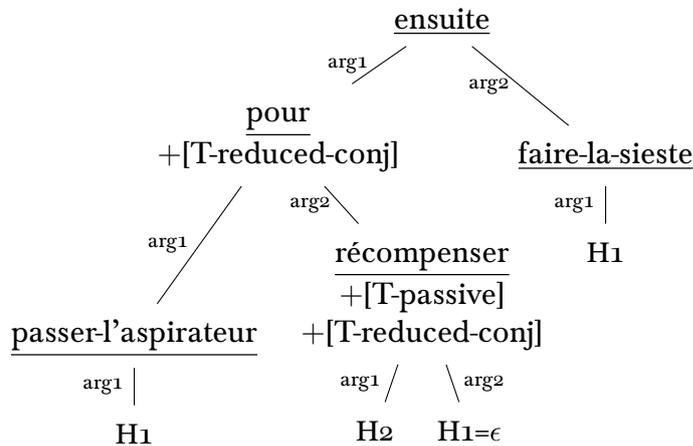 ensuite
arg1
arg2
pour
+[T-reduced-conj]
faire-la-sieste
arg2
arg1
arg1
récompenser
H1
+[T-passive]
passer-l'aspirateur
+[T-reduced-conj]
arg1
arg1
arg2
H1
H2
H1=ϵ